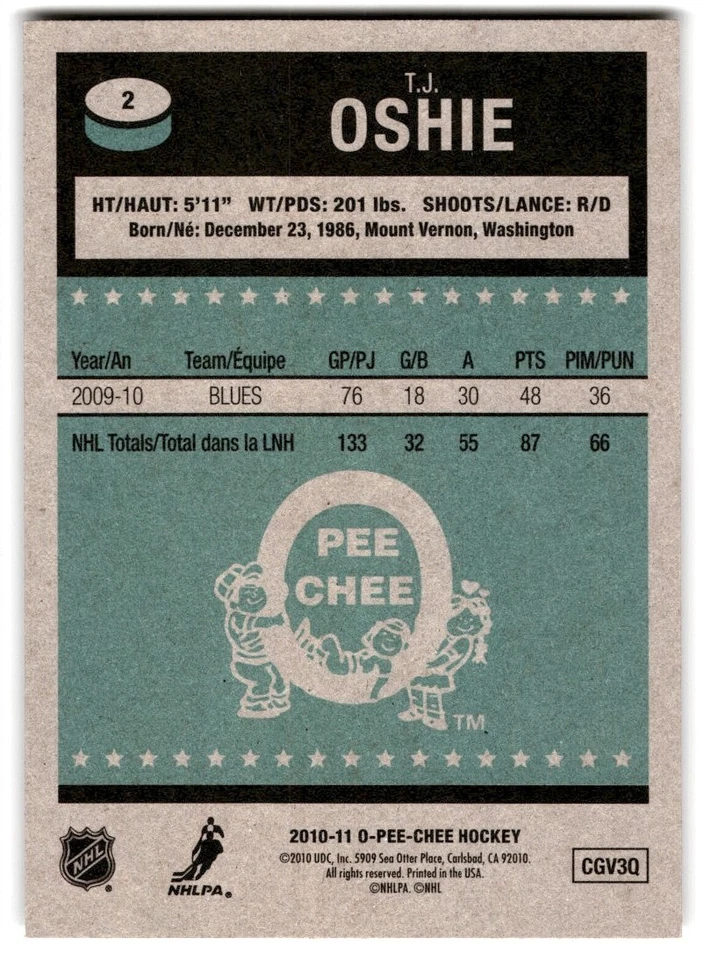 2
T.J.
OSHIE
HT/HAUT: 5'11" WT/PDS: 201 lbs. SHOOTS/LANCE: R/D
Born/Né: December 23, 1986, Mount Vernon, Washington
Year/An Team/Équipe GP/PJ G/B A PTS PIM/PUN
2009-10 BLUES 76 18 30 48 36
NHL Totals/Total dans la LNH 133 32 55 87 66
O
PEE
CHEE
TM
NHL
®
NHLPA®
2010-11 O-PEE-CHEE HOCKEY
©2010 UDC, Inc. 5909 Sea Otter Place, Carlsbad, CA 92010.
All rights reserved. Printed in the USA.
©NHLPA. ©NHL
CGV3Q